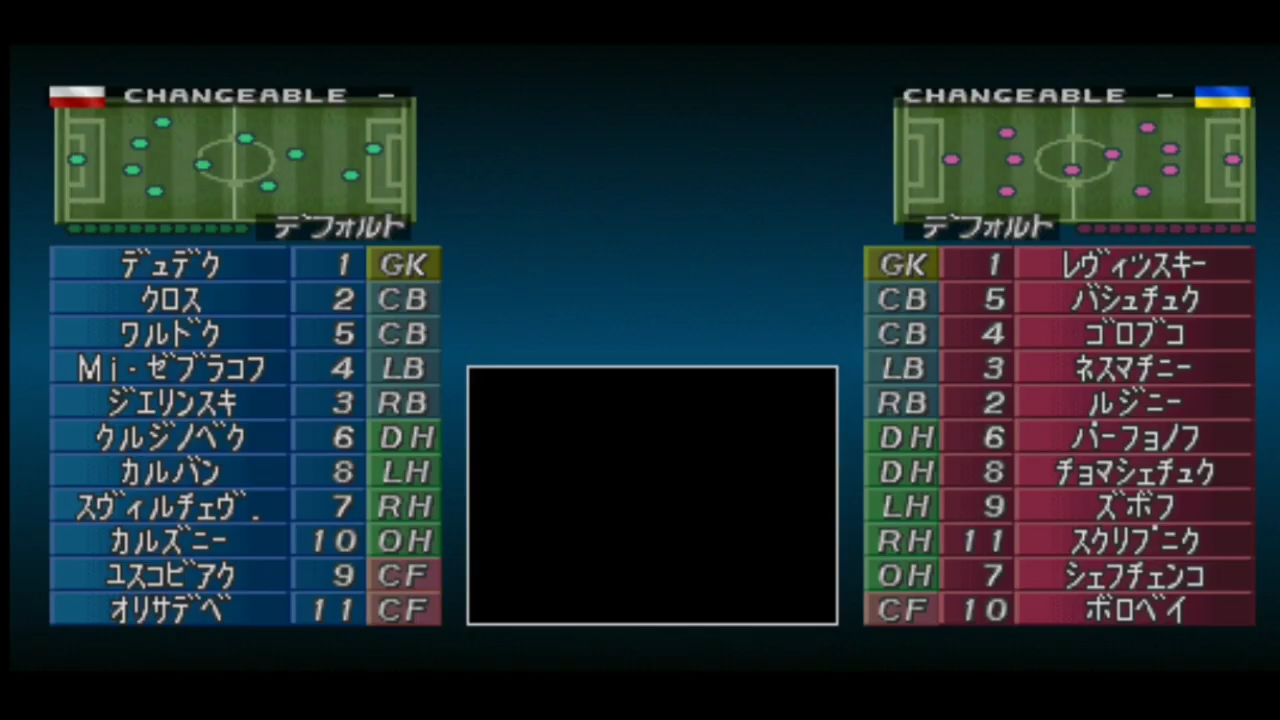 CHANGEABLE -
デフォルト
デュデク 1 GK
クロス 2 CB
ワルドク 5 CB
Mi・ゼブラコフ 4 LB
ジエリンスキ 3 RB
クルジノベク 6 DH
カルバン 8 LH
スヴィルチェヴ. 7 RH
カルズニー 10 OH
ユスコビアク 9 CF
オリサデベ 11 CF
CHANGEABLE -
デフォルト
GK 1 レヴィツスキー
CB 5 バシュチュク
CB 4 ゴロブコ
LB 3 ネスマチニー
RB 2 ルジニー
DH 6 パーフョノフ
DH 8 チョマシェチュク
LH 9 ズボフ
RH 11 スクリプニク
OH 7 シェフチェンコ
CF 10 ボロベイ